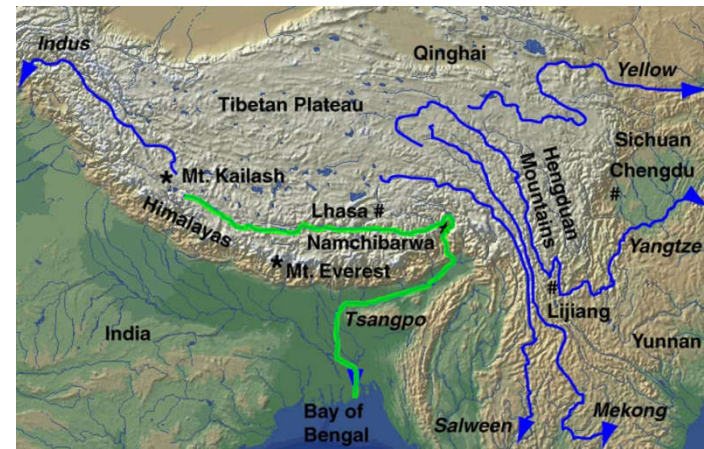 Indus
Qinghai
Yellow
Tibetan Plateau
Sichuan
Hengduan
Mountains
Chengdu
#
* Mt. Kailash
Himalayas
Lhasa #
Namchibarwa
Yangtze
* Mt. Everest
#
Lijiang
Tsangpo
India
Yunnan
Bay of
Bengal
Salween
Mekong